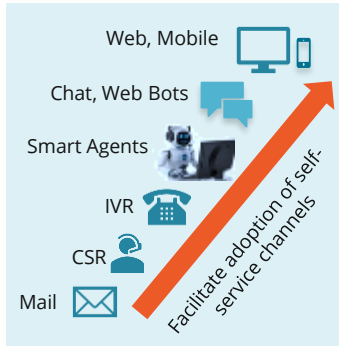 Web, Mobile
Chat, Web Bots
Smart Agents
IVR
CSR
Mail
Facilitate adoption of self-
service channels